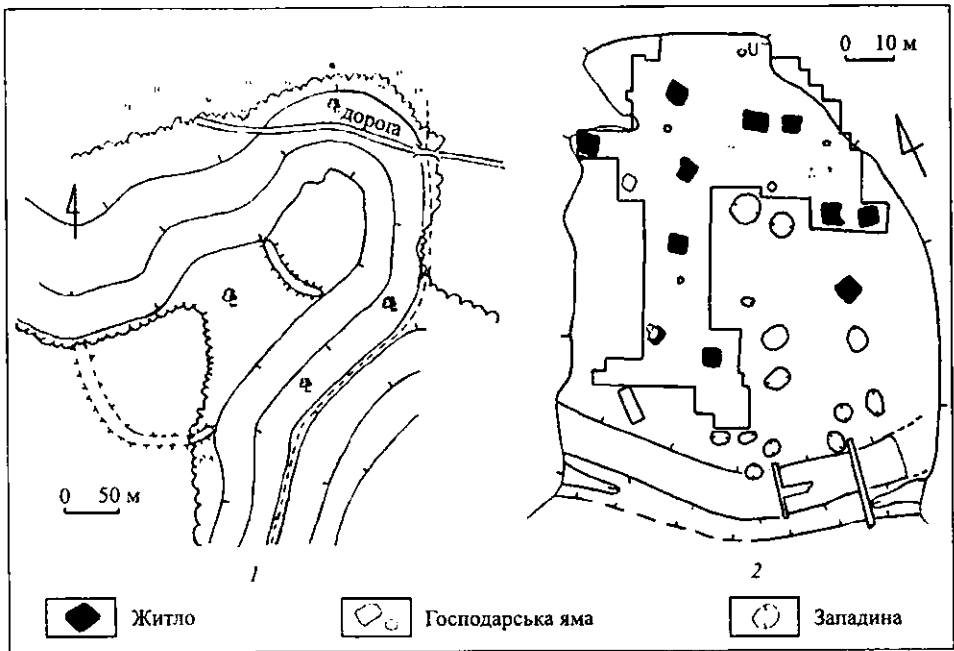 дорога
0 10 м
0 50 м
1
2
Житло
Господарська яма
Западина